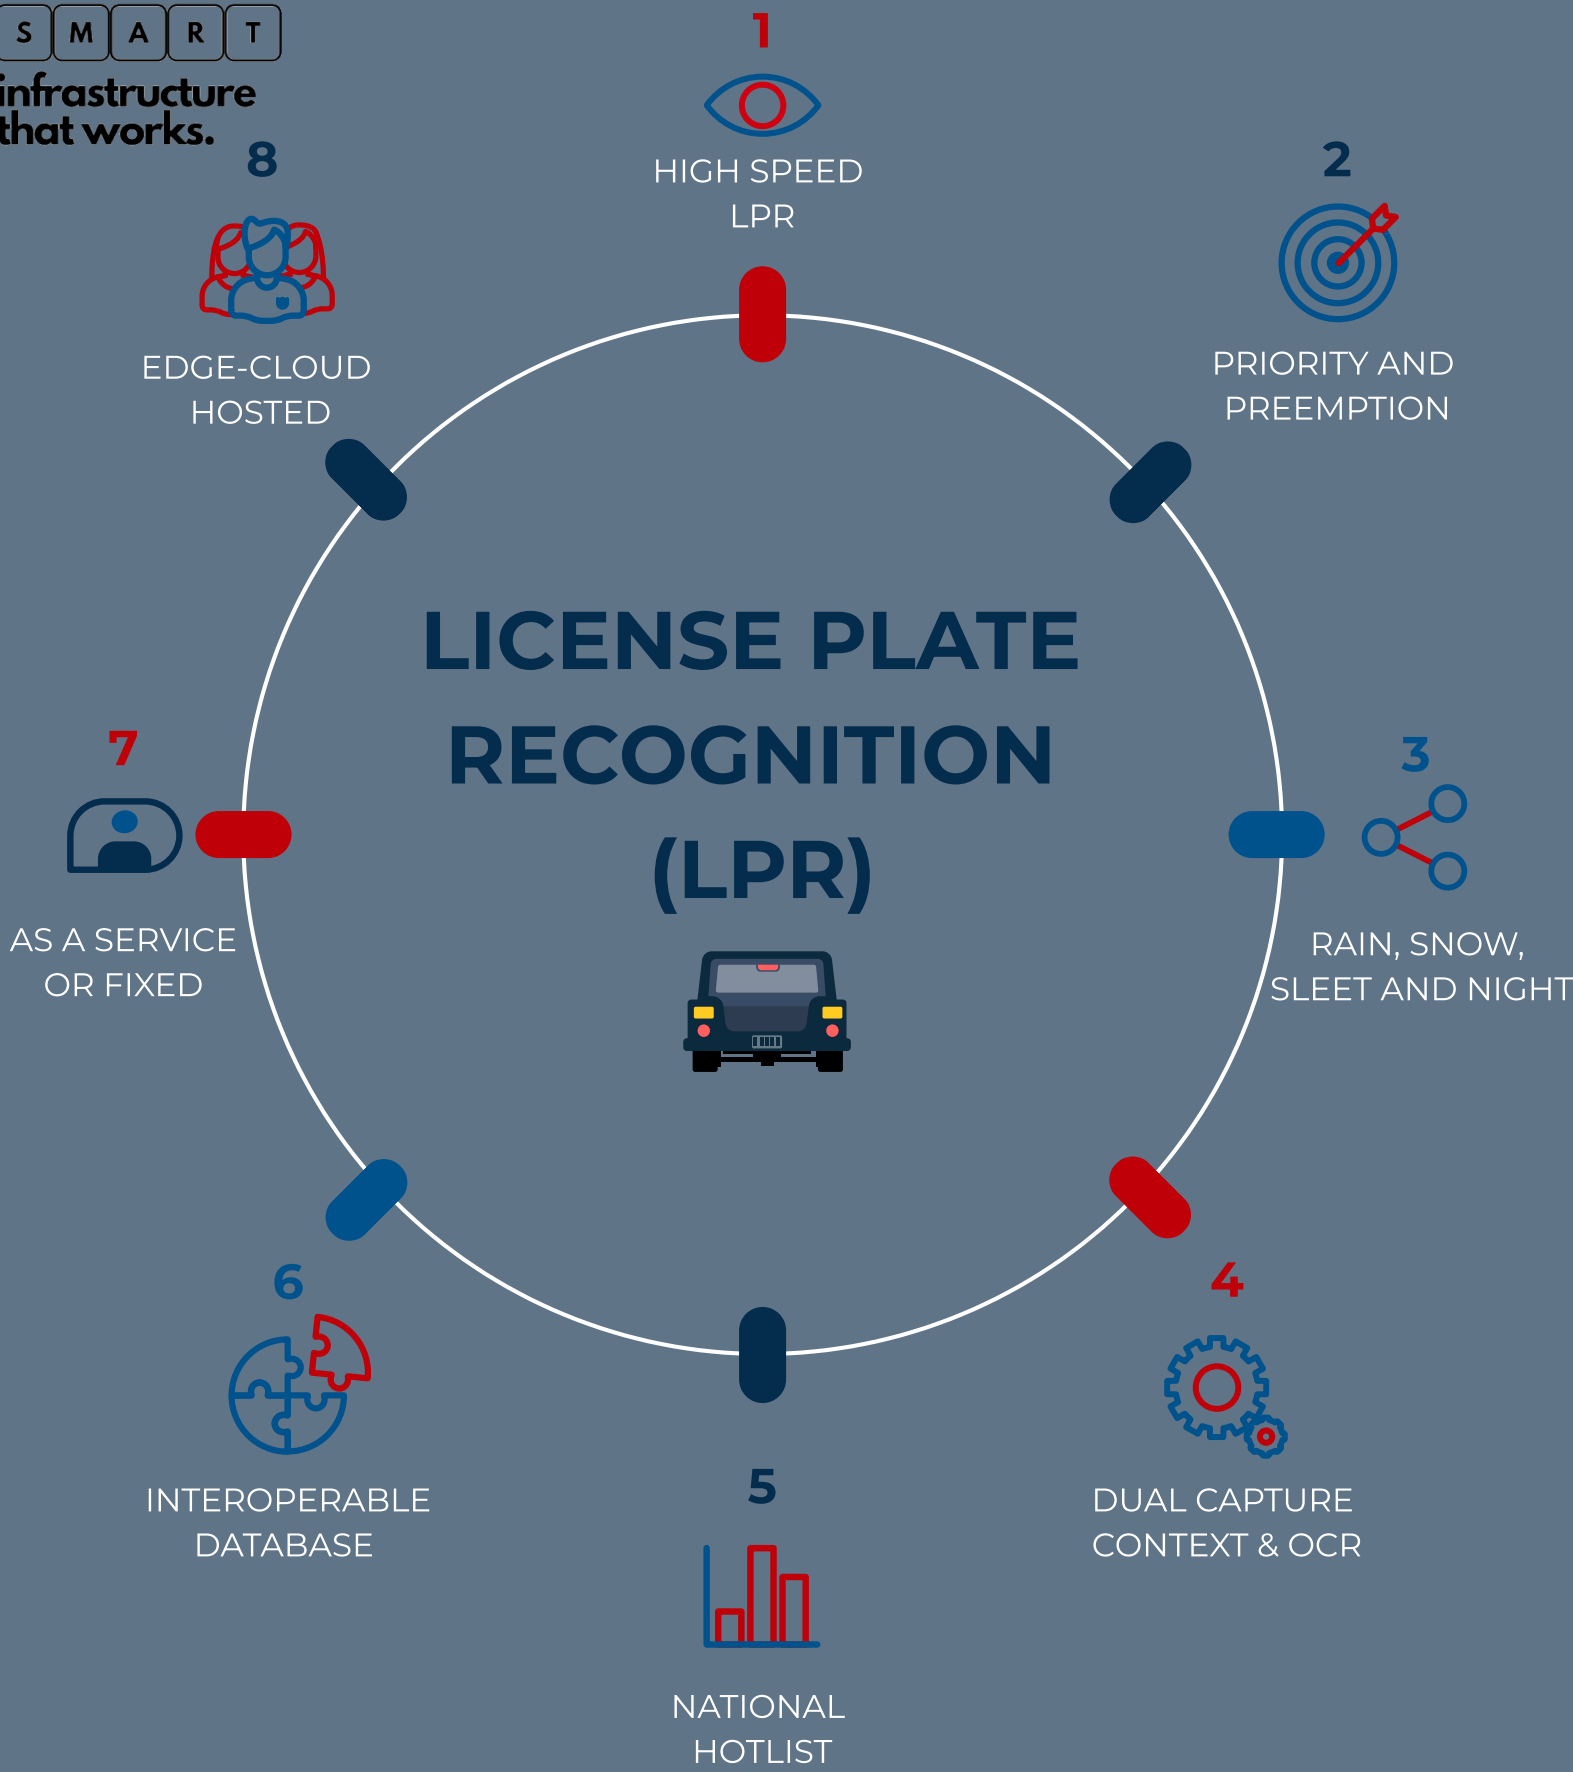 SMART
infrastructure
that works.
1
HIGH SPEED
LPR
2
PRIORITY AND
PREEMPTION
3
RAIN, SNOW,
SLEET AND NIGHT
4
DUAL CAPTURE
CONTEXT & OCR
5
NATIONAL
HOTLIST
6
INTEROPERABLE
DATABASE
7
AS A SERVICE
OR FIXED
8
EDGE-CLOUD
HOSTED
LICENSE PLATE
RECOGNITION
(LPR)